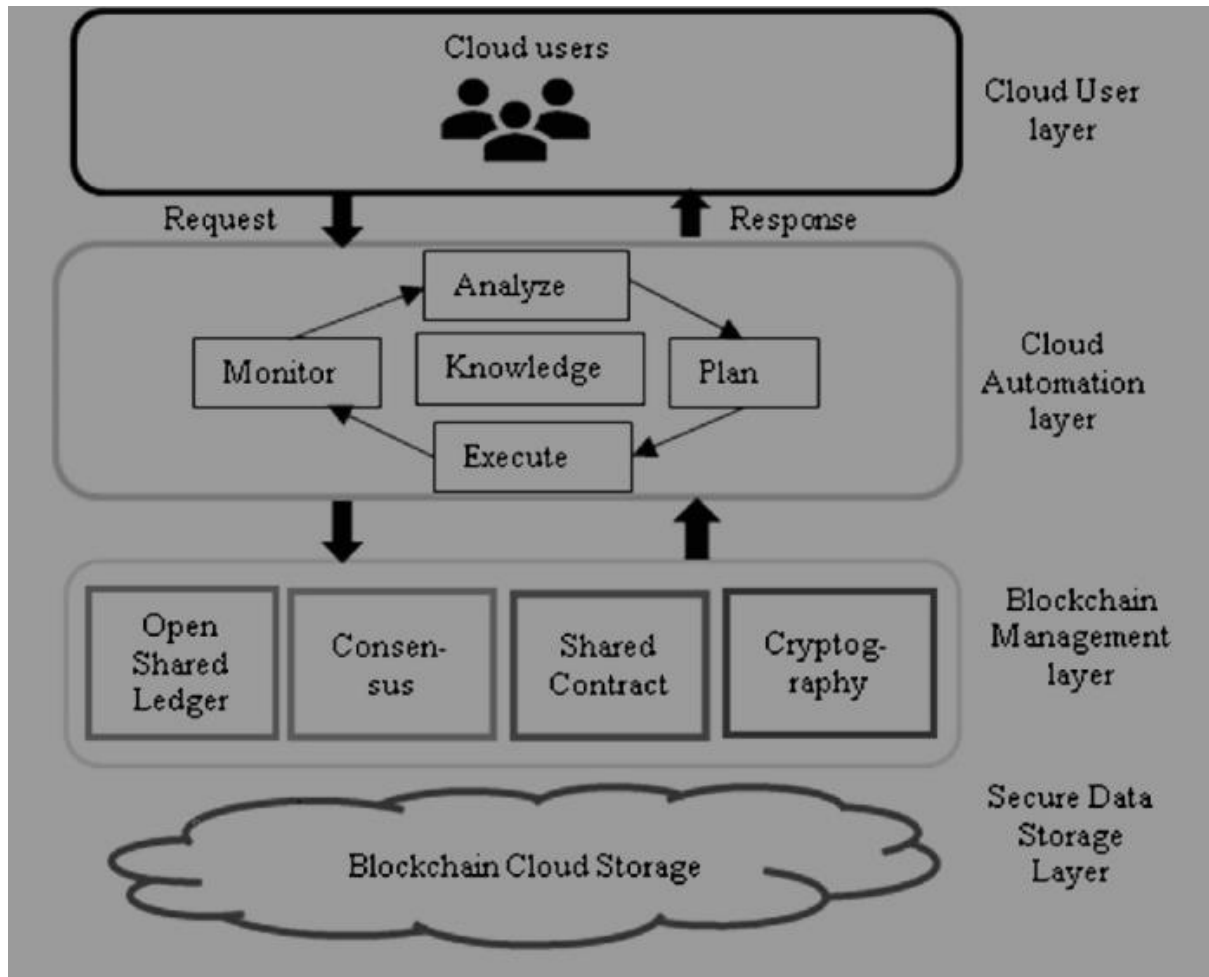 Cloud users
Cloud User
layer
Request
Response
Analyze
Monitor
Knowledge
Plan
Execute
Cloud
Automation
layer
Open
Shared
Ledger
Consen-
sus
Shared
Contract
Cryptog-
raphy
Blockchain
Management
layer
Blockchain Cloud Storage
Secure Data
Storage
Layer